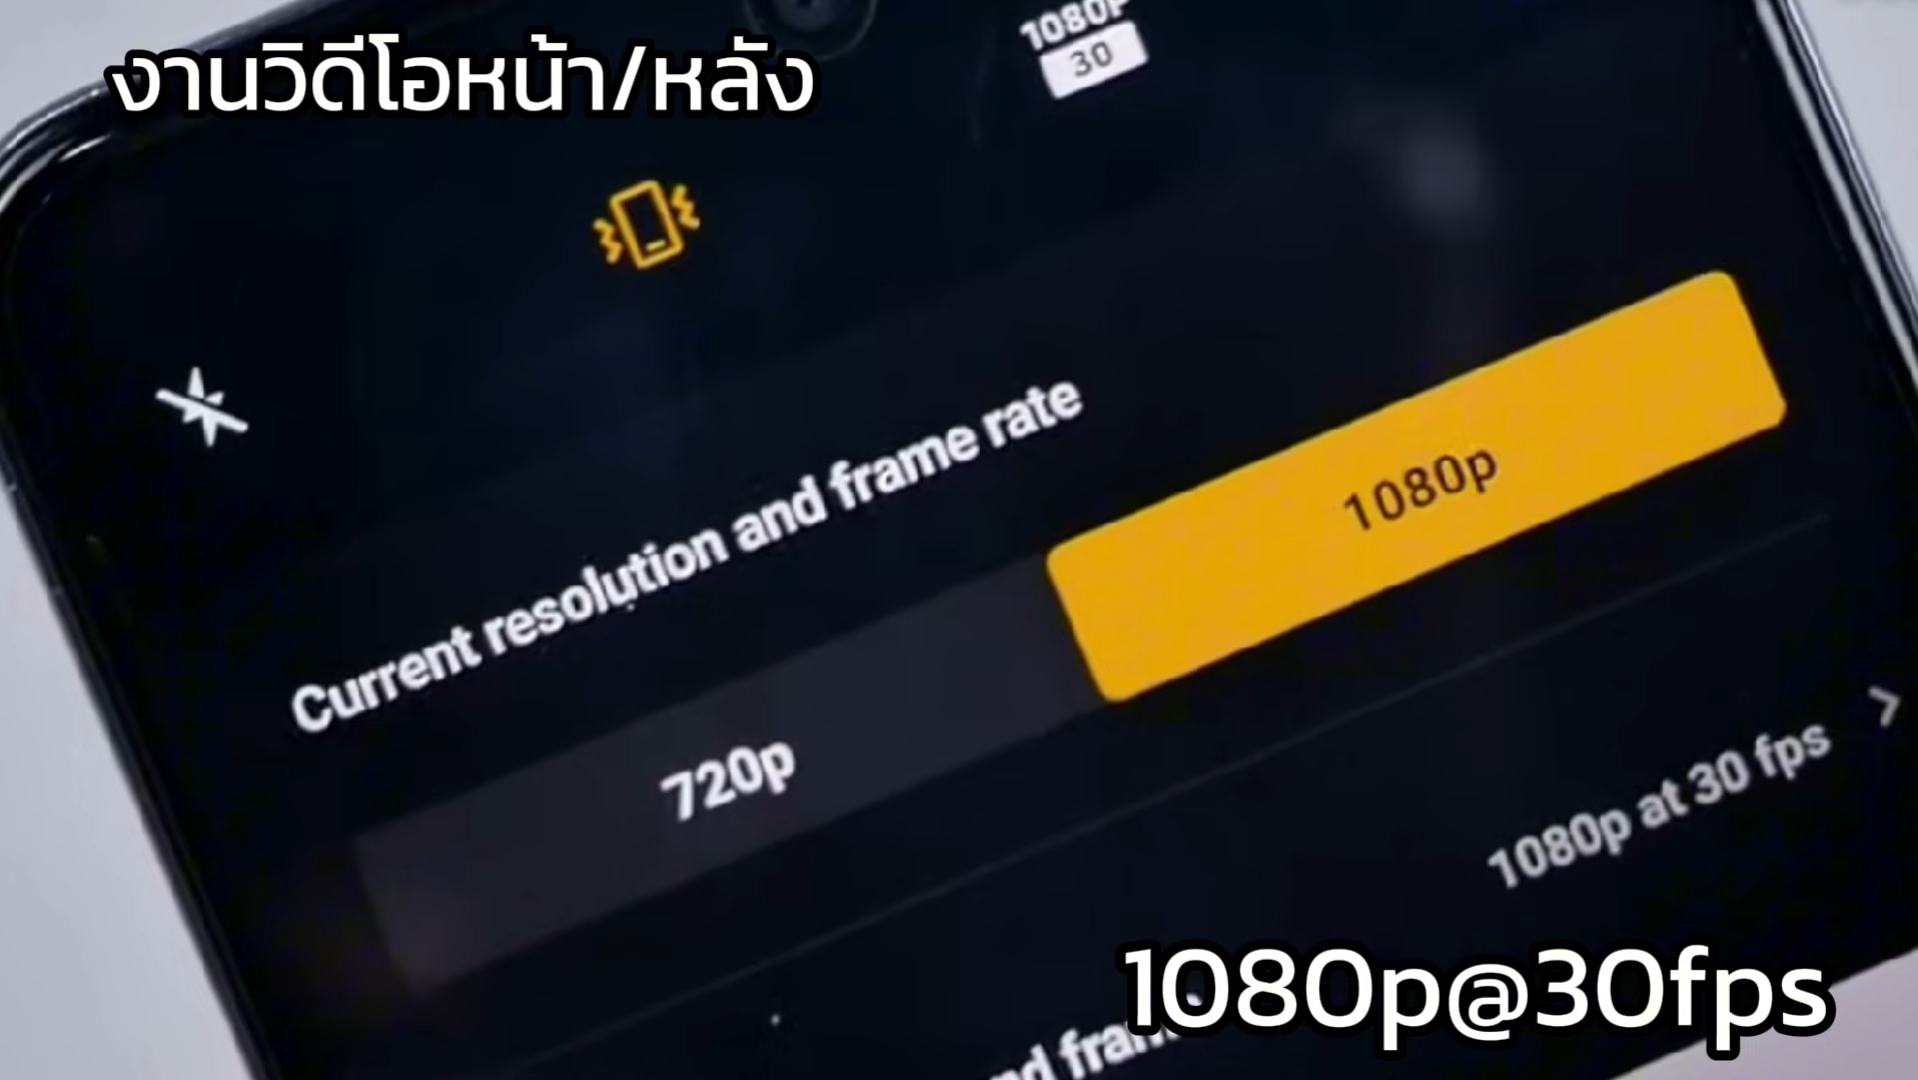 งานวิดีโอหน้า/หลัง
1080P
30
Current resolution and frame rate
720p
1080p
1080p at 30 fps
1080p@30fps